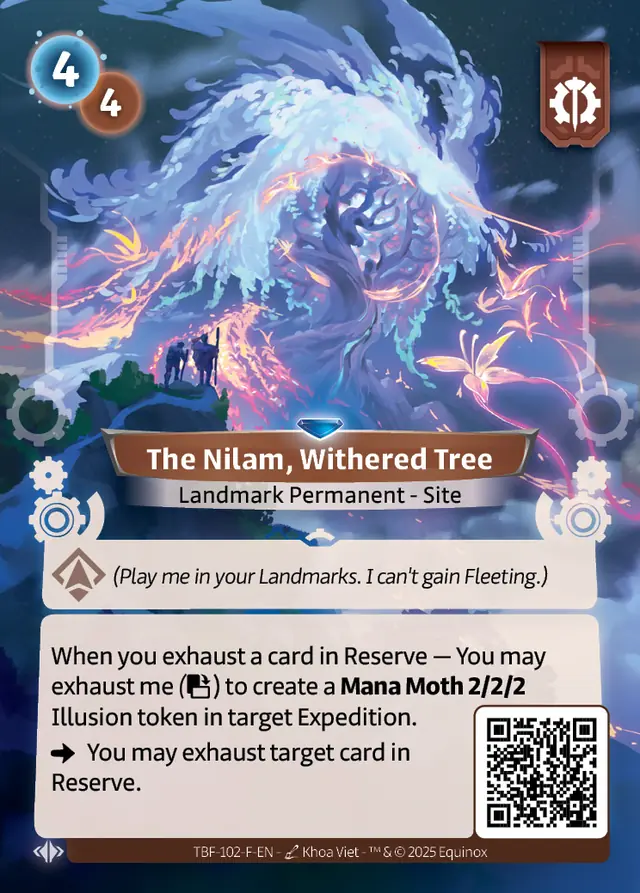 4
4
The Nilam, Withered Tree
Landmark Permanent - Site
(Play me in your Landmarks. I can't gain Fleeting.)
When you exhaust a card in Reserve — You may
exhaust me () to create a Mana Moth 2/2/2
Illusion token in target Expedition.
You may exhaust target card in
Reserve.
TBF-102-F-EN - Khoa Viet - ™ & © 2025 Equinox